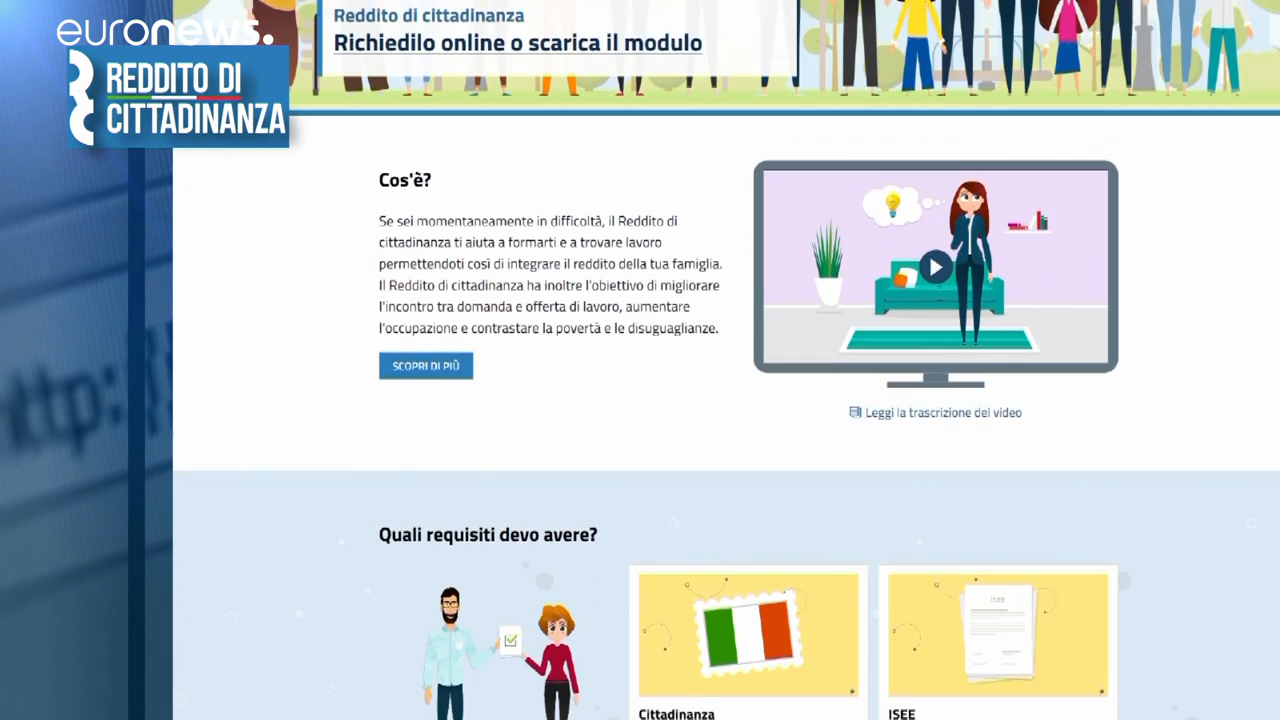 euronews.
REDDITO DI
CITTADINANZA
Reddito di cittadinanza
Richiedilo online o scarica il modulo
Cos'è?
Se sei momentaneamente in difficoltà, il Reddito di
cittadinanza ti aiuta a formarti e a trovare lavoro
permettendoti così di integrare il reddito della tua famiglia.
Il Reddito di cittadinanza ha inoltre l'obiettivo di migliorare
l'incontro tra domanda e offerta di lavoro, aumentare
l'occupazione e contrastare la povertà e le disuguaglianze.
SCOPRI DI PIÙ
Leggi la trascrizione del video
http:
Quali requisiti devo avere?
ISEE
Cittadinanza
ISEE